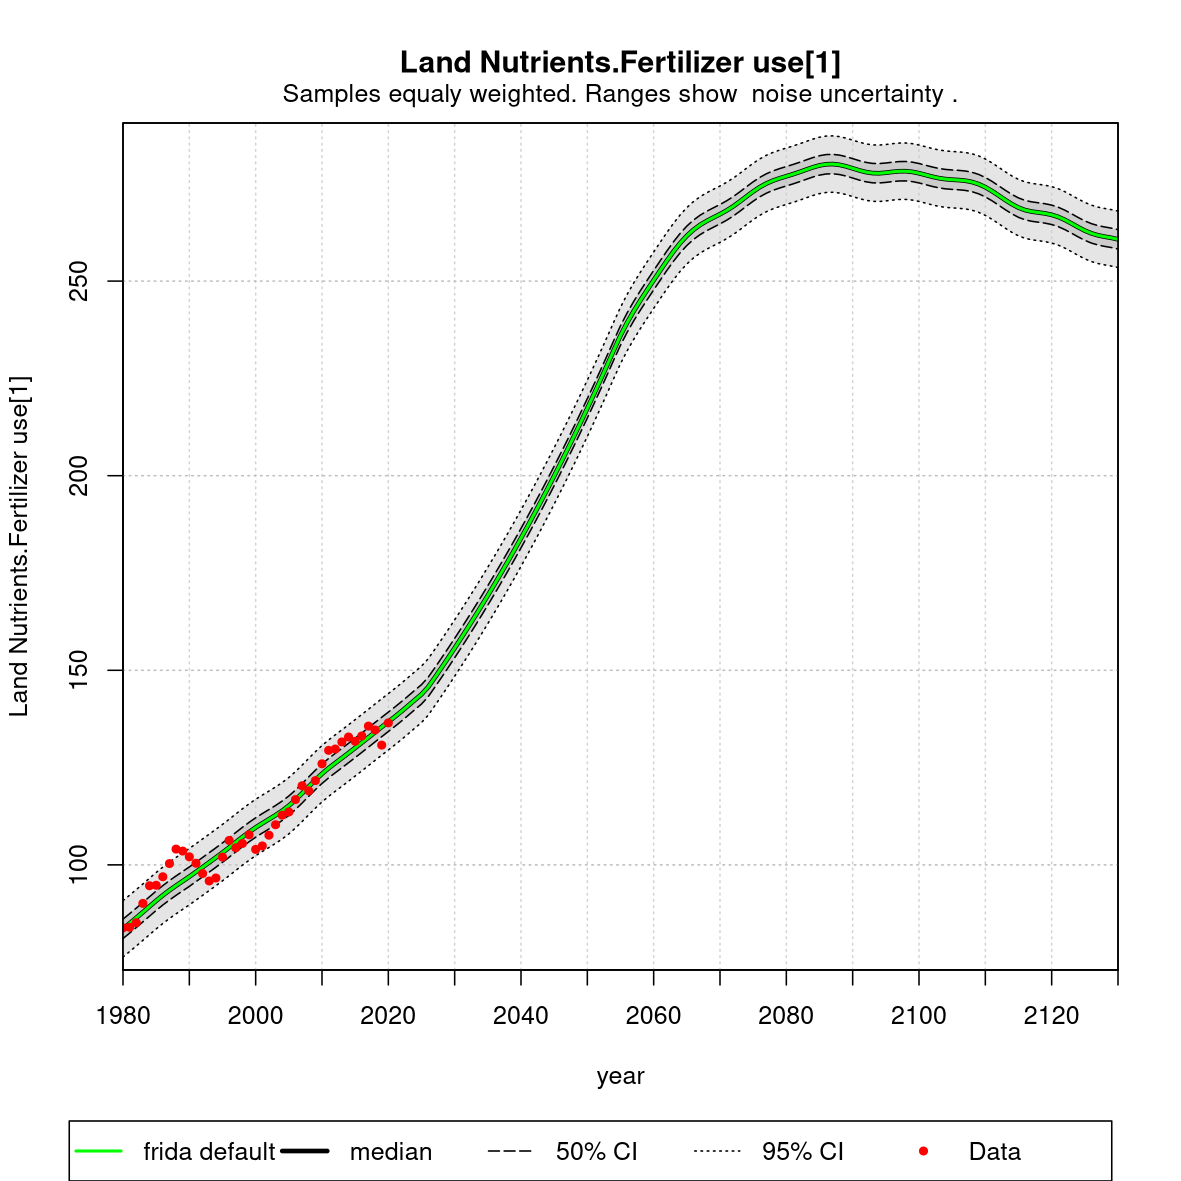 Land Nutrients.Fertilizer use[1]
Samples equaly weighted. Ranges show  noise uncertainty .
Land Nutrients.Fertilizer use[1]
250
200
150
100
1980 2000 2020 2040 2060 2080 2100 2120
year
frida default median 50% CI 95% CI Data